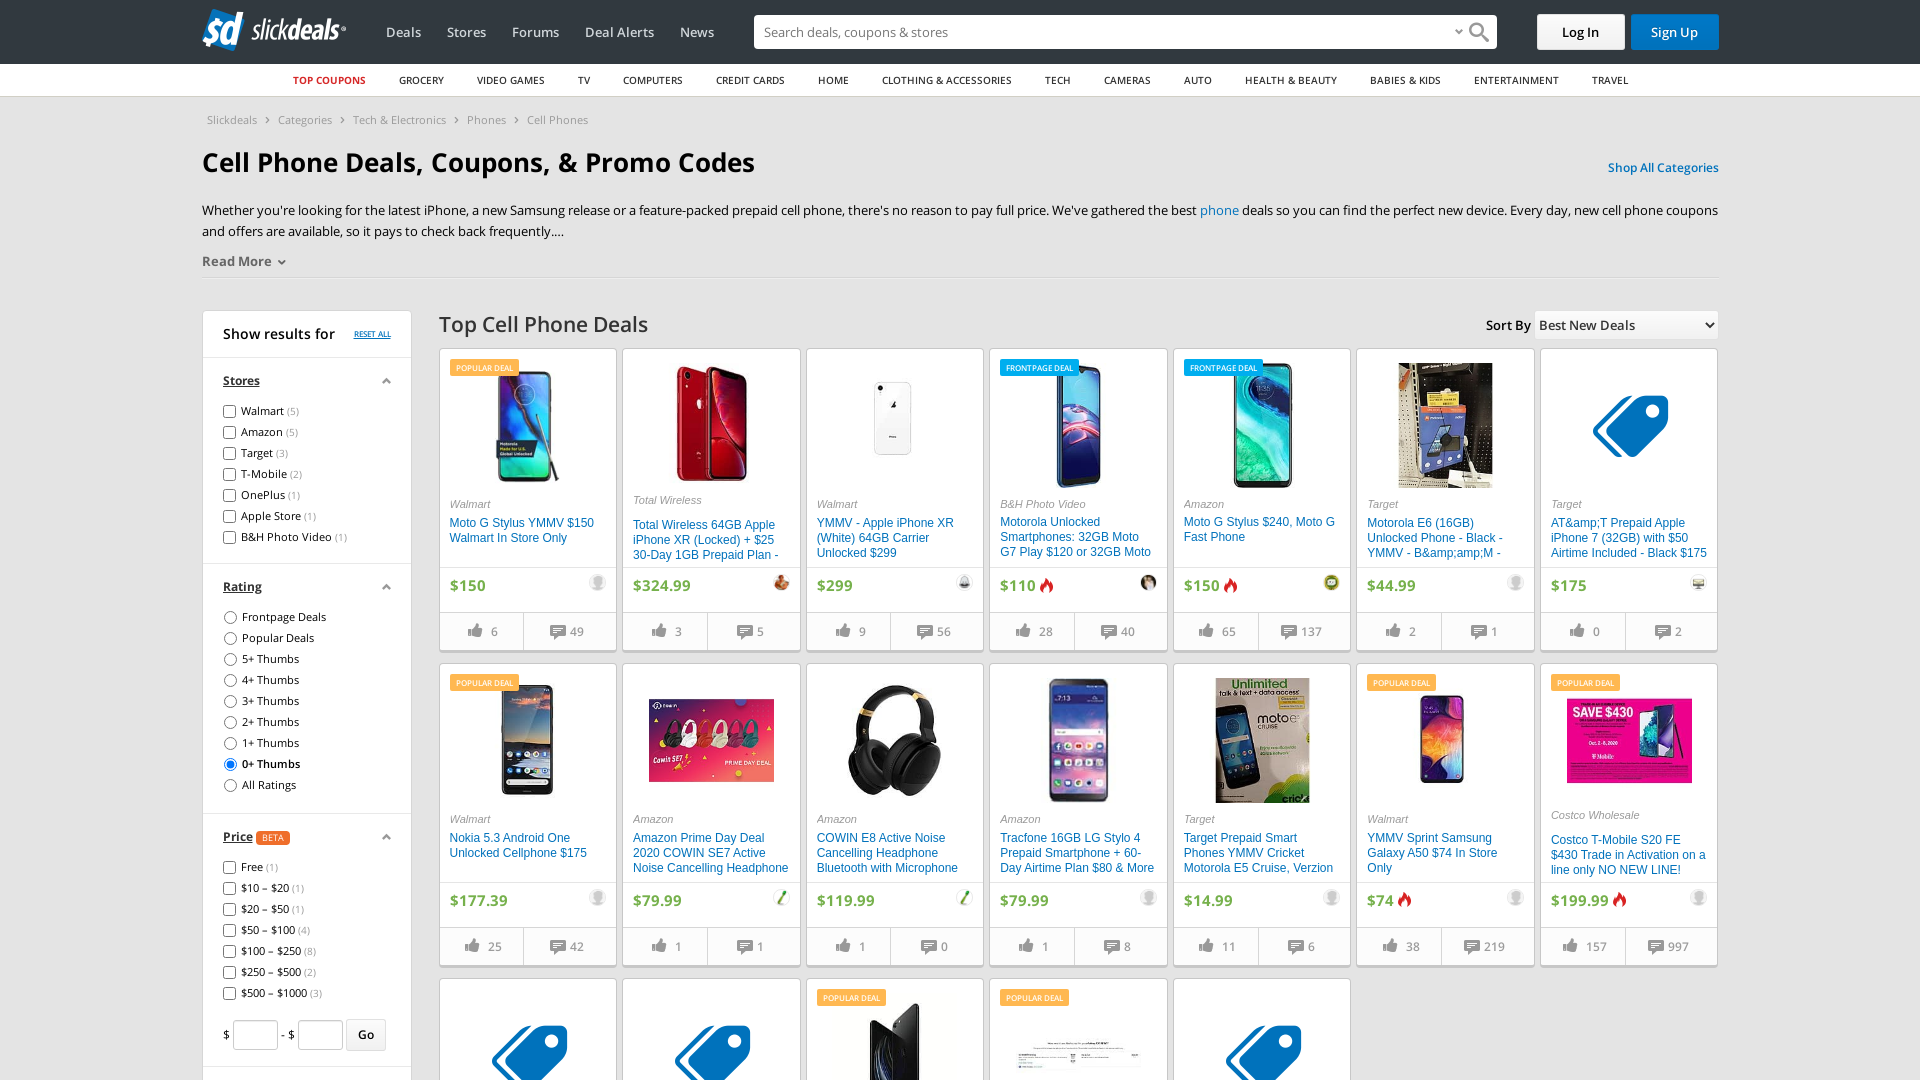 slickdeals
Deals
Stores
Forums
Deal Alerts
News
Search deals, coupons & stores
Log In
Sign Up
TOP COUPONS
GROCERY
VIDEO GAMES
TV
COMPUTERS
CREDIT CARDS
HOME
CLOTHING & ACCESSORIES
TECH
CAMERAS
AUTO
HEALTH & BEAUTY
BABIES & KIDS
ENTERTAINMENT
TRAVEL
Slickdeals > Categories > Tech & Electronics > Phones > Cell Phones
Cell Phone Deals, Coupons, & Promo Codes
Shop All Categories
Whether you're looking for the latest iPhone, a new Samsung release or a feature-packed prepaid cell phone, there's no reason to pay full price. We've gathered the best phone deals so you can find the perfect new device. Every day, new cell phone coupons
and offers are available, so it pays to check back frequently....
Read More
Show results for
RESET ALL
Stores
Walmart (5)
Amazon (5)
Target (3)
T-Mobile (2)
OnePlus (1)
Apple Store (1)
B&H Photo Video (1)
Rating
Frontpage Deals
Popular Deals
5+ Thumbs
4+ Thumbs
3+ Thumbs
2+ Thumbs
1+ Thumbs
0+ Thumbs
All Ratings
Price BETA
Free (1)
$10 – $20 (1)
$20 – $50 (1)
$50 – $100 (4)
$100 – $250 (8)
$250 – $500 (2)
$500 – $1000 (3)
$ - $ Go
Top Cell Phone Deals
Sort By Best New Deals
POPULAR DEAL
Walmart
Moto G Stylus YMMV $150
Walmart In Store Only
$150
6
49
Total Wireless
Total Wireless 64GB Apple
iPhone XR (Locked) + $25
30-Day 1GB Prepaid Plan -
$324.99
3
5
Walmart
YMMV - Apple iPhone XR
(White) 64GB Carrier
Unlocked $299
$299
9
56
FRONTPAGE DEAL
B&H Photo Video
Motorola Unlocked
Smartphones: 32GB Moto
G7 Play $120 or 32GB Moto
$110
28
40
FRONTPAGE DEAL
Amazon
Moto G Stylus $240, Moto G
Fast Phone
$150
65
137
Target
Motorola E6 (16GB)
Unlocked Phone - Black -
YMMV - B&amp;amp;M -
$44.99
2
1
Target
AT&amp;T Prepaid Apple
iPhone 7 (32GB) with $50
Airtime Included - Black $175
$175
0
2
POPULAR DEAL
Walmart
Nokia 5.3 Android One
Unlocked Cellphone $175
$177.39
25
42
Cowin SE7
PRIME DAY DEAL
Amazon
Amazon Prime Day Deal
2020 COWIN SE7 Active
Noise Cancelling Headphone
$79.99
1
1
Amazon
COWIN E8 Active Noise
Cancelling Headphone
Bluetooth with Microphone
$119.99
1
0
7:13
Amazon
Tracfone 16GB LG Stylo 4
Prepaid Smartphone + 60-
Day Airtime Plan $80 & More
$79.99
1
8
Unlimited
talk & text + data access
moto e5
CRUISE
cricket
Target
Target Prepaid Smart
Phones YMMV Cricket
Motorola E5 Cruise, Verzion
$14.99
11
6
POPULAR DEAL
Walmart
YMMV Sprint Samsung
Galaxy A50 $74 In Store
Only
$74
38
219
POPULAR DEAL
SAVE $430
T Mobile
Costco Wholesale
Costco T-Mobile S20 FE
$430 Trade in Activation on a
line only NO NEW LINE!
$199.99
157
997
POPULAR DEAL
POPULAR DEAL